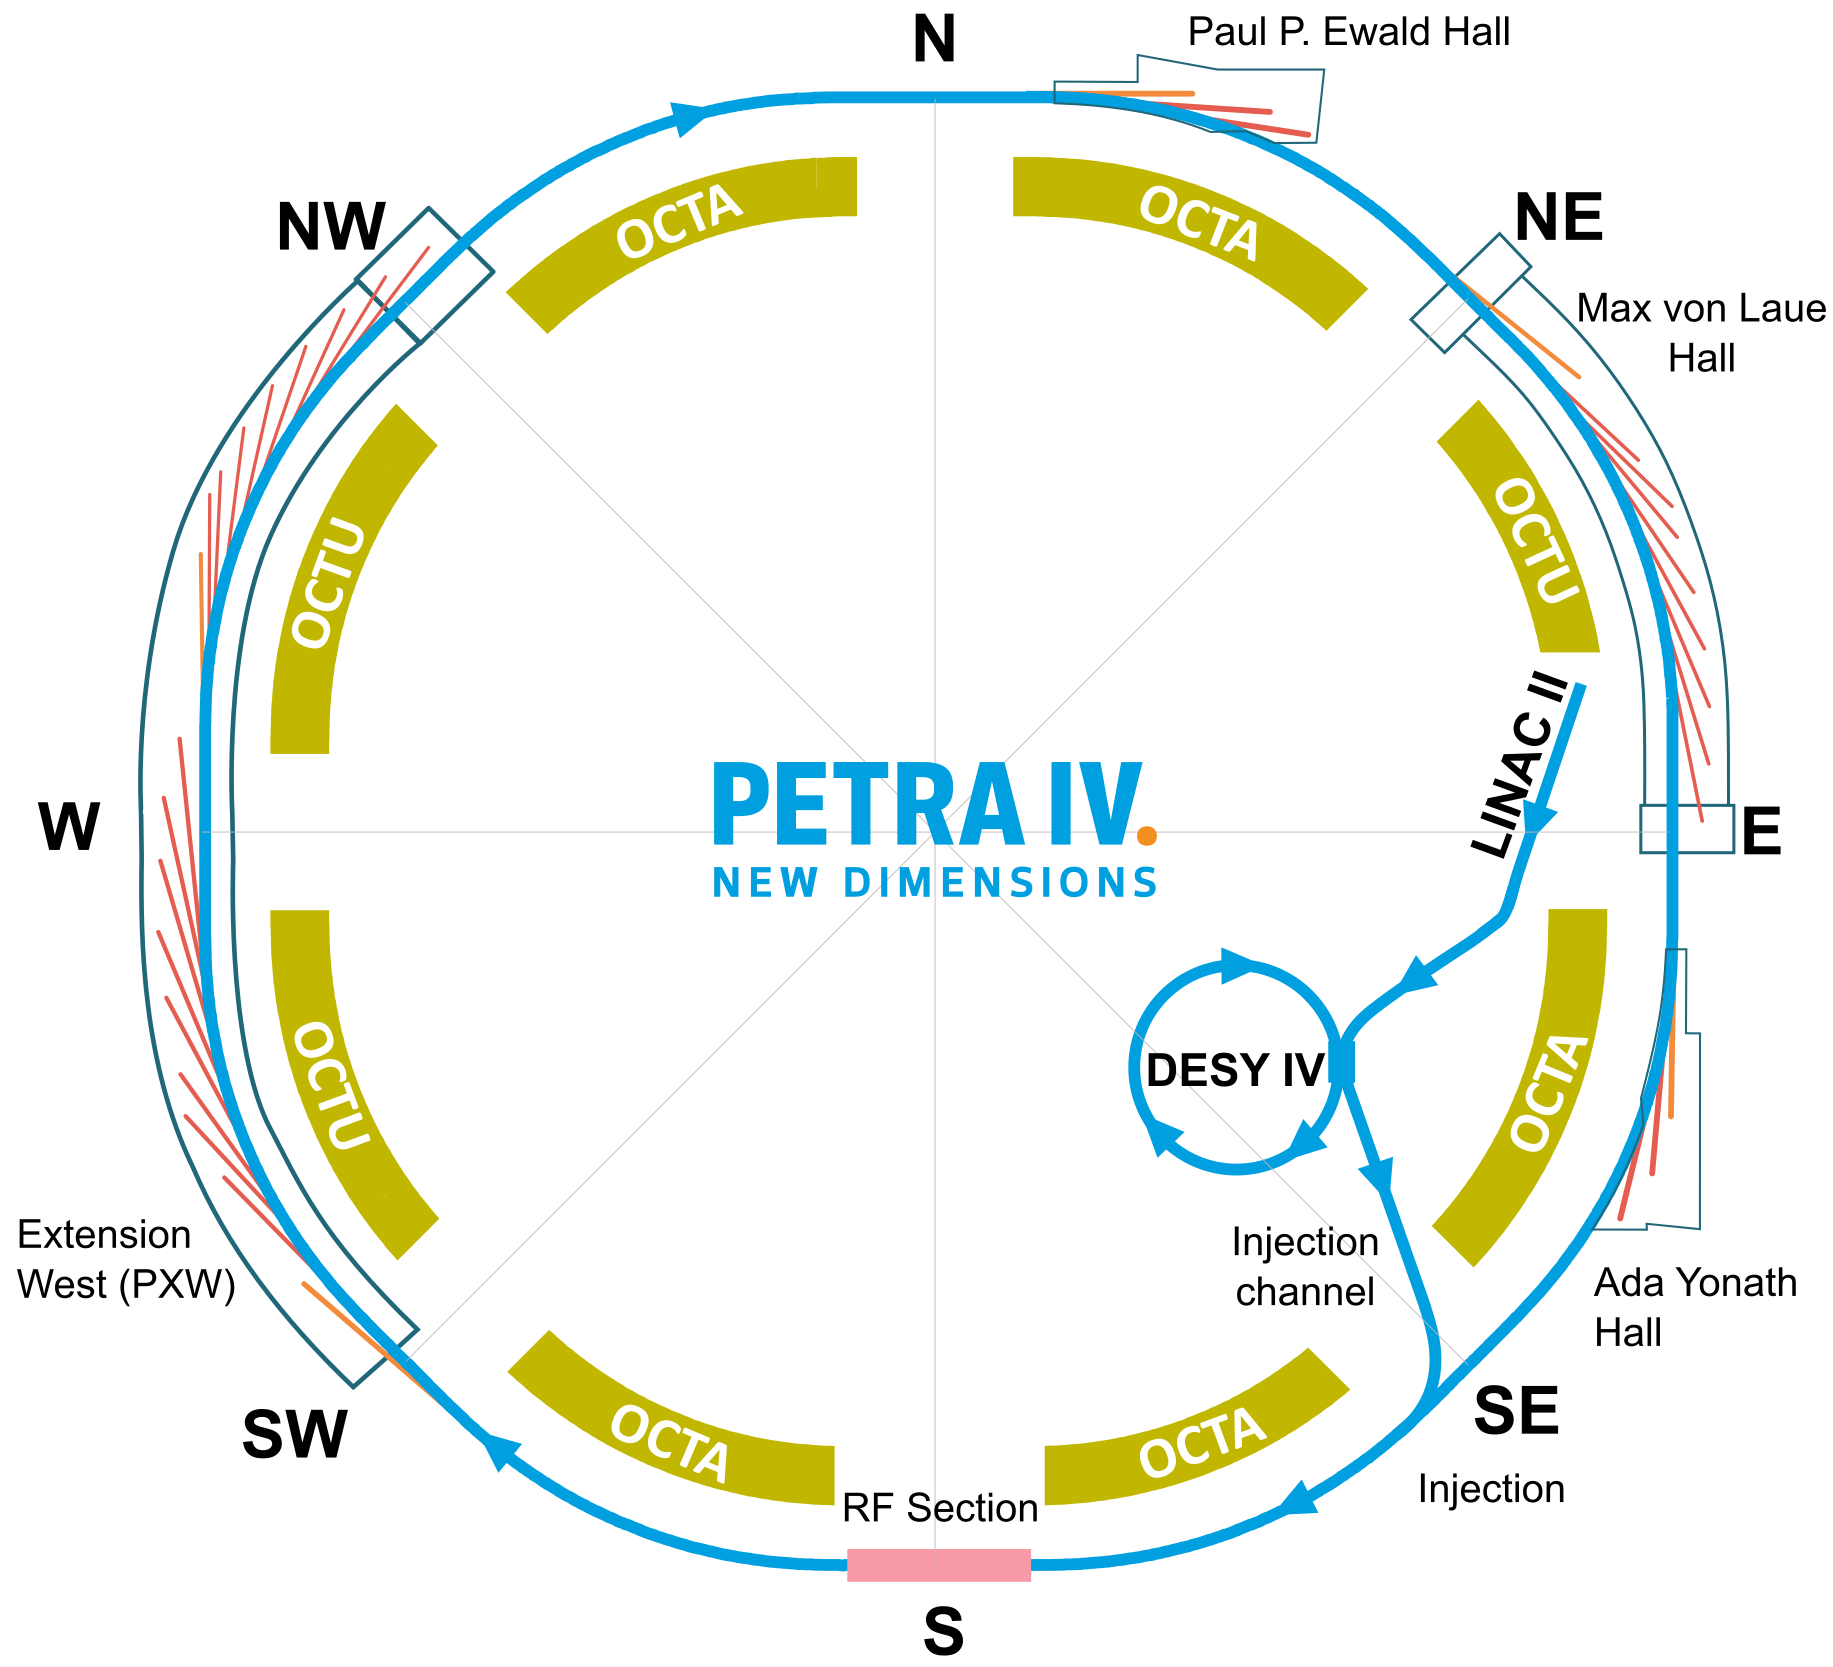 N
Paul P. Ewald Hall
NW
NE
OCTA
OCTA
Max von Laue
Hall
OCTU
OCTU
LINAC II
W
PETRA IV.
E
NEW DIMENSIONS
DESY IV
OCTU
OCTA
Extension
West (PXW)
Injection
channel
Ada Yonath
Hall
SW
SE
OCTA
OCTA
Injection
RF Section
S